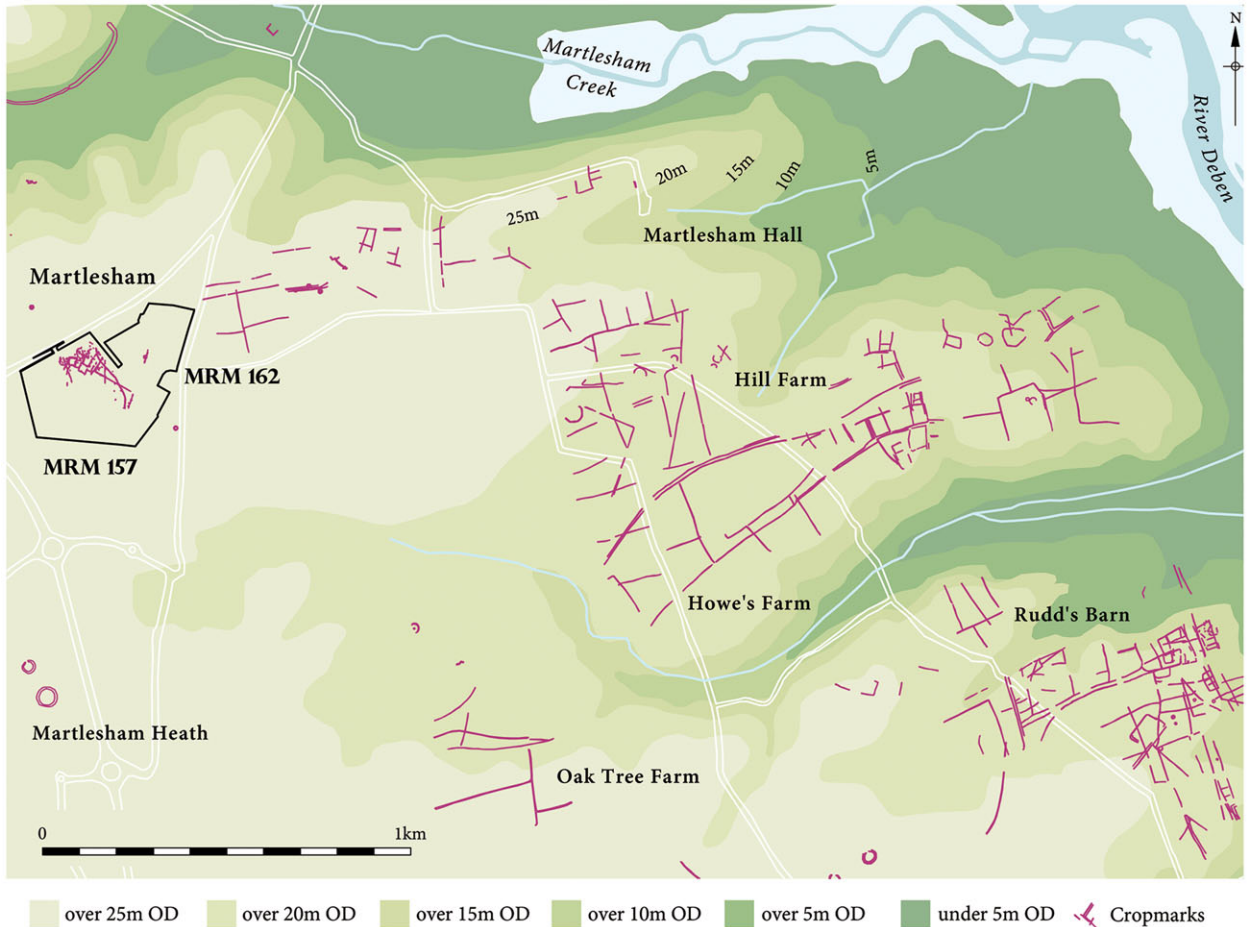 N
Martlesham
Creek
River Deben
20m
15m
10m
5m
25m
Martlesham Hall
Martlesham
MRM 162
Hill Farm
MRM 157
Howe's Farm
Rudd's Barn
Martlesham Heath
Oak Tree Farm
0
1km
over 25m OD
over 20m OD
over 15m OD
over 10m OD
over 5m OD
under 5m OD
Cropmarks